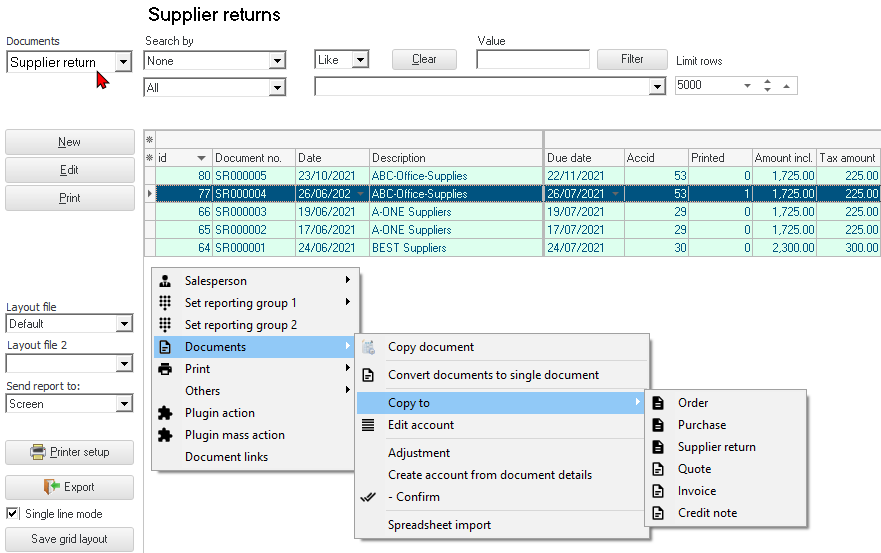 Supplier returns
Documents
Search by
Value
Supplier return
None
Like
Clear
Filter
Limit rows
All
5000
New
Edit
Print
id Document no. Date Description Due date Accid Printed Amount incl. Tax amount
80 SR000005 23/10/2021 ABC-Office-Supplies 22/11/2021 53 0 1,725.00 225.00
77 SR000004 26/06/202 ABC-Office-Supplies 26/07/2021 53 1 1,725.00 225.00
66 SR000003 19/06/2021 A-ONE Suppliers 19/07/2021 29 0 1,725.00 225.00
65 SR000002 17/06/2021 A-ONE Suppliers 17/07/2021 29 0 1,725.00 225.00
64 SR000001 24/06/2021 BEST Suppliers 24/07/2021 30 0 2,300.00 300.00
Layout file
Default
Layout file 2
Send report to:
Screen
Printer setup
Export
Single line mode
Save grid layout
Salesperson
Set reporting group 1
Set reporting group 2
Documents
Print
Others
Plugin action
Plugin mass action
Document links
Copy document
Convert documents to single document
Copy to
Edit account
Adjustment
Create account from document details
- Confirm
Spreadsheet import
Order
Purchase
Supplier return
Quote
Invoice
Credit note